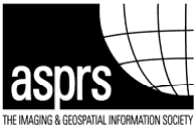 asprs
THE IMAGING & GEOSPATIAL INFORMATION SOCIETY